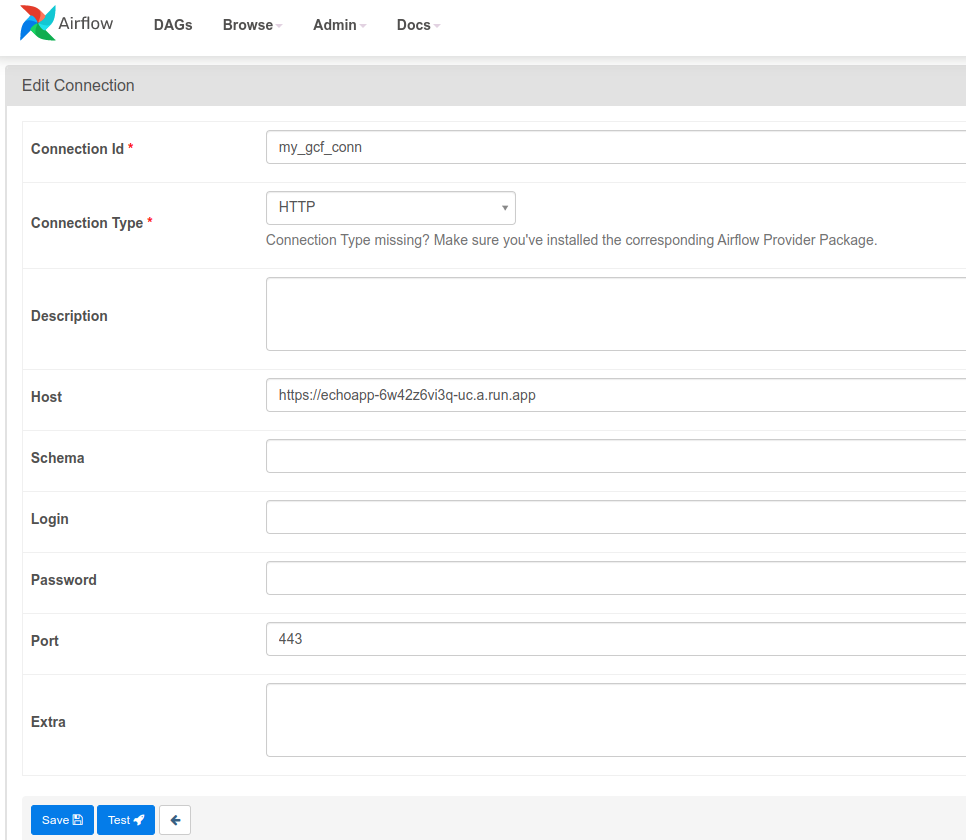 Airflow DAGs Browse Admin Docs
Edit Connection
Connection Id * my_gcf_conn
Connection Type * HTTP
Connection Type missing? Make sure you've installed the corresponding Airflow Provider Package.
Description
Host https://echoapp-6w42z6vi3q-uc.a.run.app
Schema
Login
Password
Port 443
Extra
Save Test